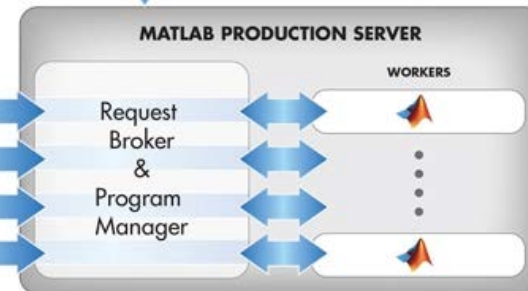 MATLAB PRODUCTION SERVER
WORKERS
Request
Broker
&
Program
Manager